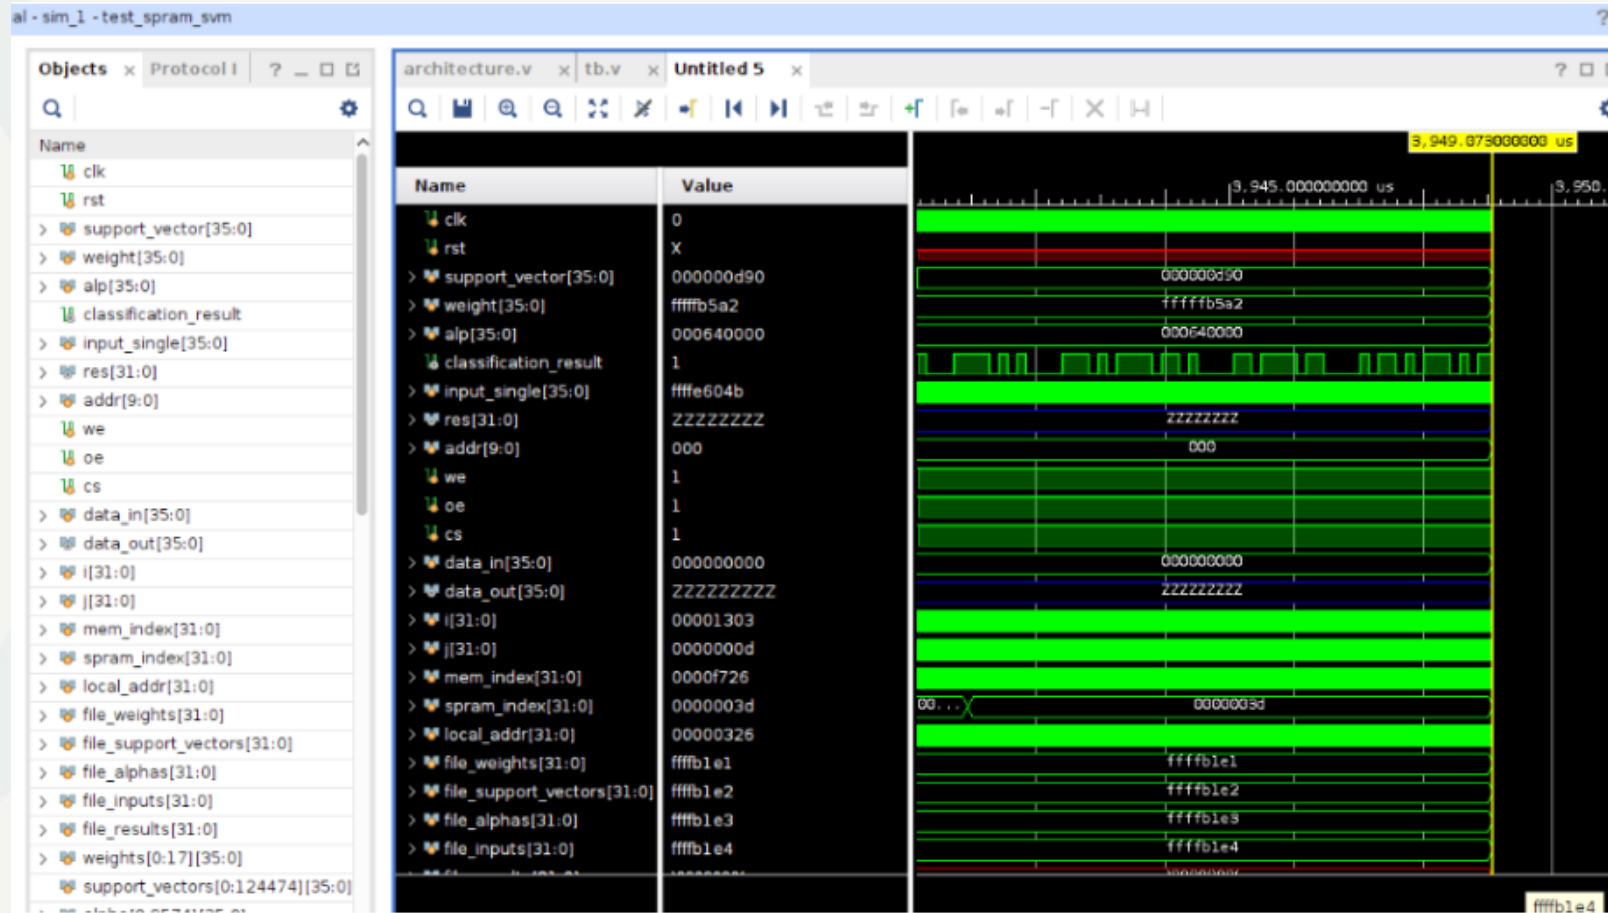 al - sim_1 - test_spram_svm
Objects
Protocol I
architecture.v
tb.v
Untitled 5
Name
clk
rst
support_vector[35:0]
weight[35:0]
alp[35:0]
classification_result
input_single[35:0]
res[31:0]
addr[9:0]
we
oe
cs
data_in[35:0]
data_out[35:0]
i[31:0]
j[31:0]
mem_index[31:0]
spram_index[31:0]
local_addr[31:0]
file_weights[31:0]
file_support_vectors[31:0]
file_alphas[31:0]
file_inputs[31:0]
file_results[31:0]
weights[0:17][35:0]
support_vectors[0:124474][35:0]
3,949.073000000 us
Name Value 3,945.000000000 us 3,950.
clk 0
rst X
support_vector[35:0] 000000d90 000000d90
weight[35:0] fffffb5a2 fffffb5a2
alp[35:0] 000640000 000640000
classification_result 1
input_single[35:0] ffffe604b
res[31:0] ZZZZZZZZ ZZZZZZZZ
addr[9:0] 000 000
we 1
oe 1
cs 1
data_in[35:0] 000000000 000000000
data_out[35:0] ZZZZZZZZZ ZZZZZZZZZ
i[31:0] 00001303
j[31:0] 0000000d
mem_index[31:0] 0000f726
spram_index[31:0] 0000003d 00... 0000003d
local_addr[31:0] 00000326
file_weights[31:0] ffffb1e1 ffffb1e1
file_support_vectors[31:0] ffffb1e2 ffffb1e2
file_alphas[31:0] ffffb1e3 ffffb1e3
file_inputs[31:0] ffffb1e4 ffffb1e4
ffffb1e4